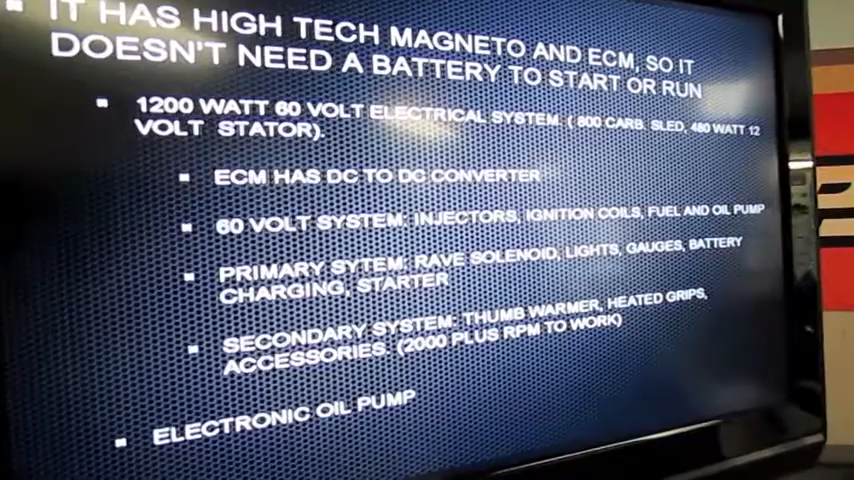 ▪ IT HAS HIGH TECH MAGNETO AND ECM, SO IT
DOESN'T NEED A BATTERY TO START OR RUN
▪ 1200 WATT 60 VOLT ELECTRICAL SYSTEM. ( 800 CARB. SLED, 480 WATT 12
VOLT STATOR).
▪ ECM HAS DC TO DC CONVERTER
▪ 60 VOLT SYSTEM: INJECTORS, IGNITION COILS, FUEL AND OIL PUMP
▪ PRIMARY SYTEM: RAVE SOLENOID, LIGHTS, GAUGES, BATTERY
CHARGING, STARTER
▪ SECONDARY SYSTEM: THUMB WARMER, HEATED GRIPS,
ACCESSORIES. (2000 PLUS RPM TO WORK)
▪ ELECTRONIC OIL PUMP